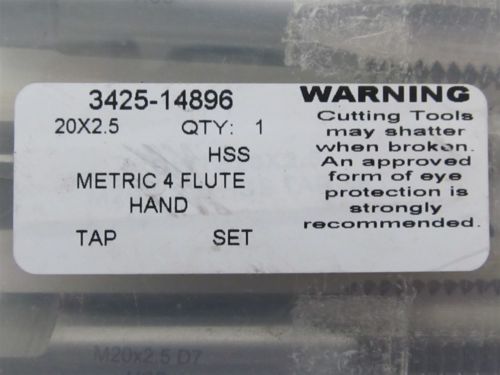 3425-14896
20X2.5 QTY: 1
HSS
METRIC 4 FLUTE
HAND
TAP SET
WARNING
Cutting Tools
may shatter
when broken.
An approved
form of eye
protection is
strongly
recommended.
M20x2.5 D7